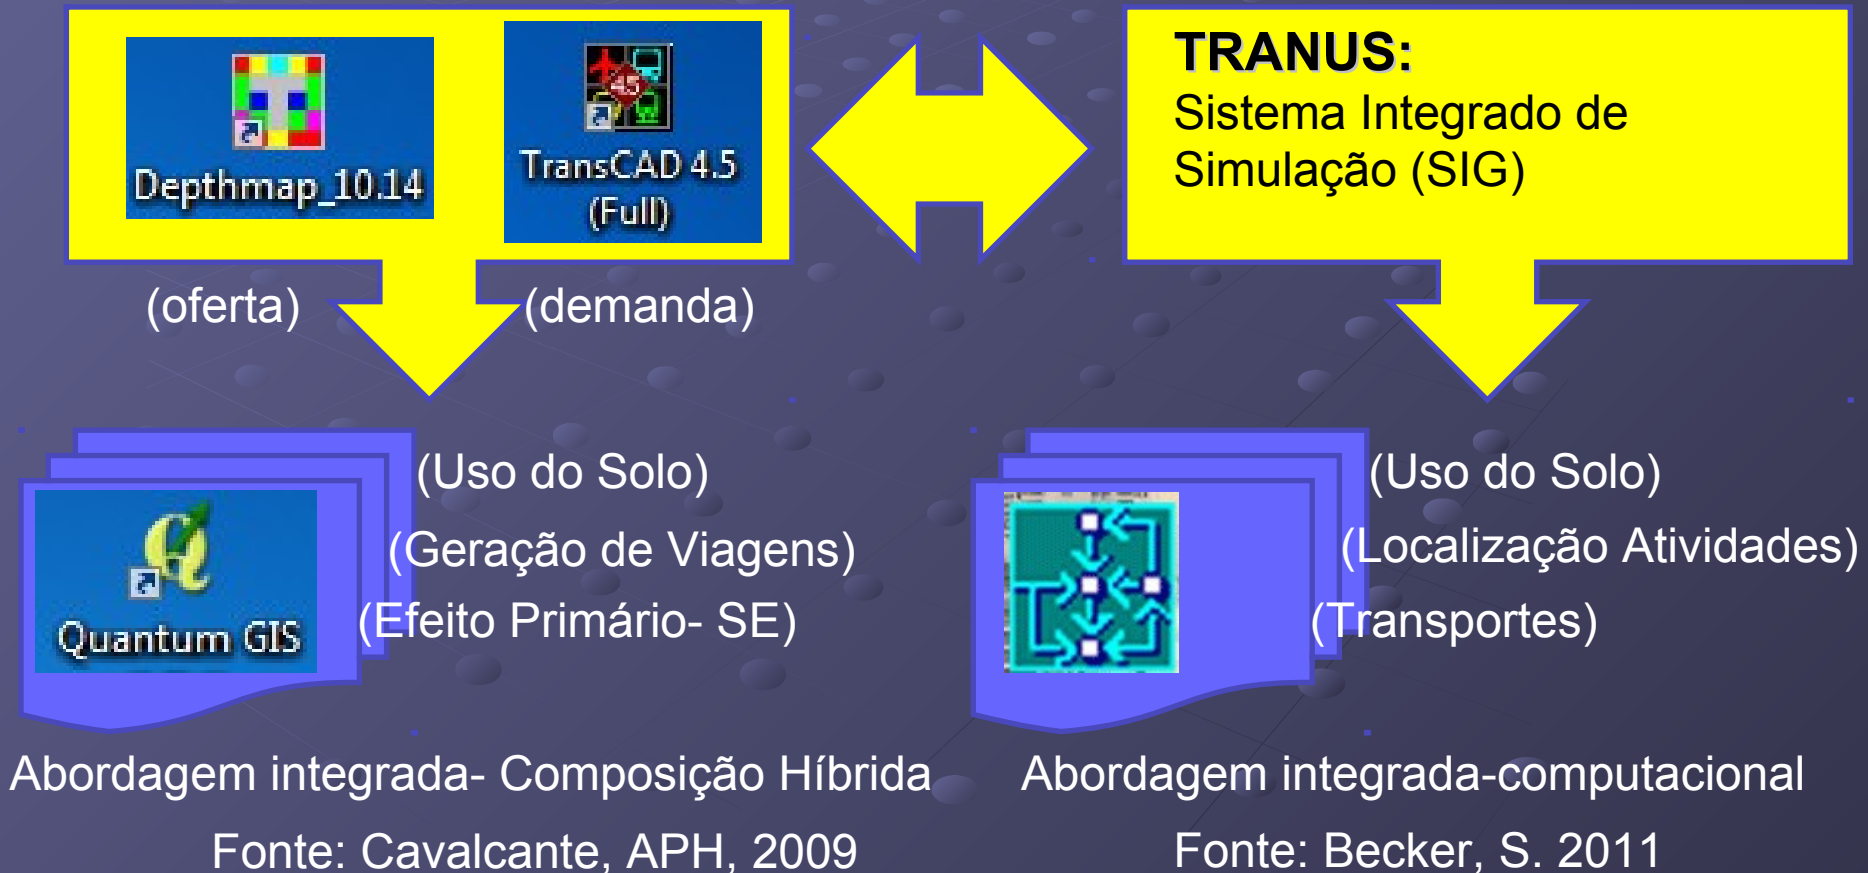 Depthmap_10.14
TransCAD 4.5
(Full)
45
TRANUS:
Sistema Integrado de
Simulação (SIG)
(oferta)
(demanda)
(Uso do Solo)
(Geração de Viagens)
(Efeito Primário- SE)
Quantum GIS
(Uso do Solo)
(Localização Atividades)
(Transportes)
Abordagem integrada- Composição Híbrida
Fonte: Cavalcante, APH, 2009
Abordagem integrada-computacional
Fonte: Becker, S. 2011